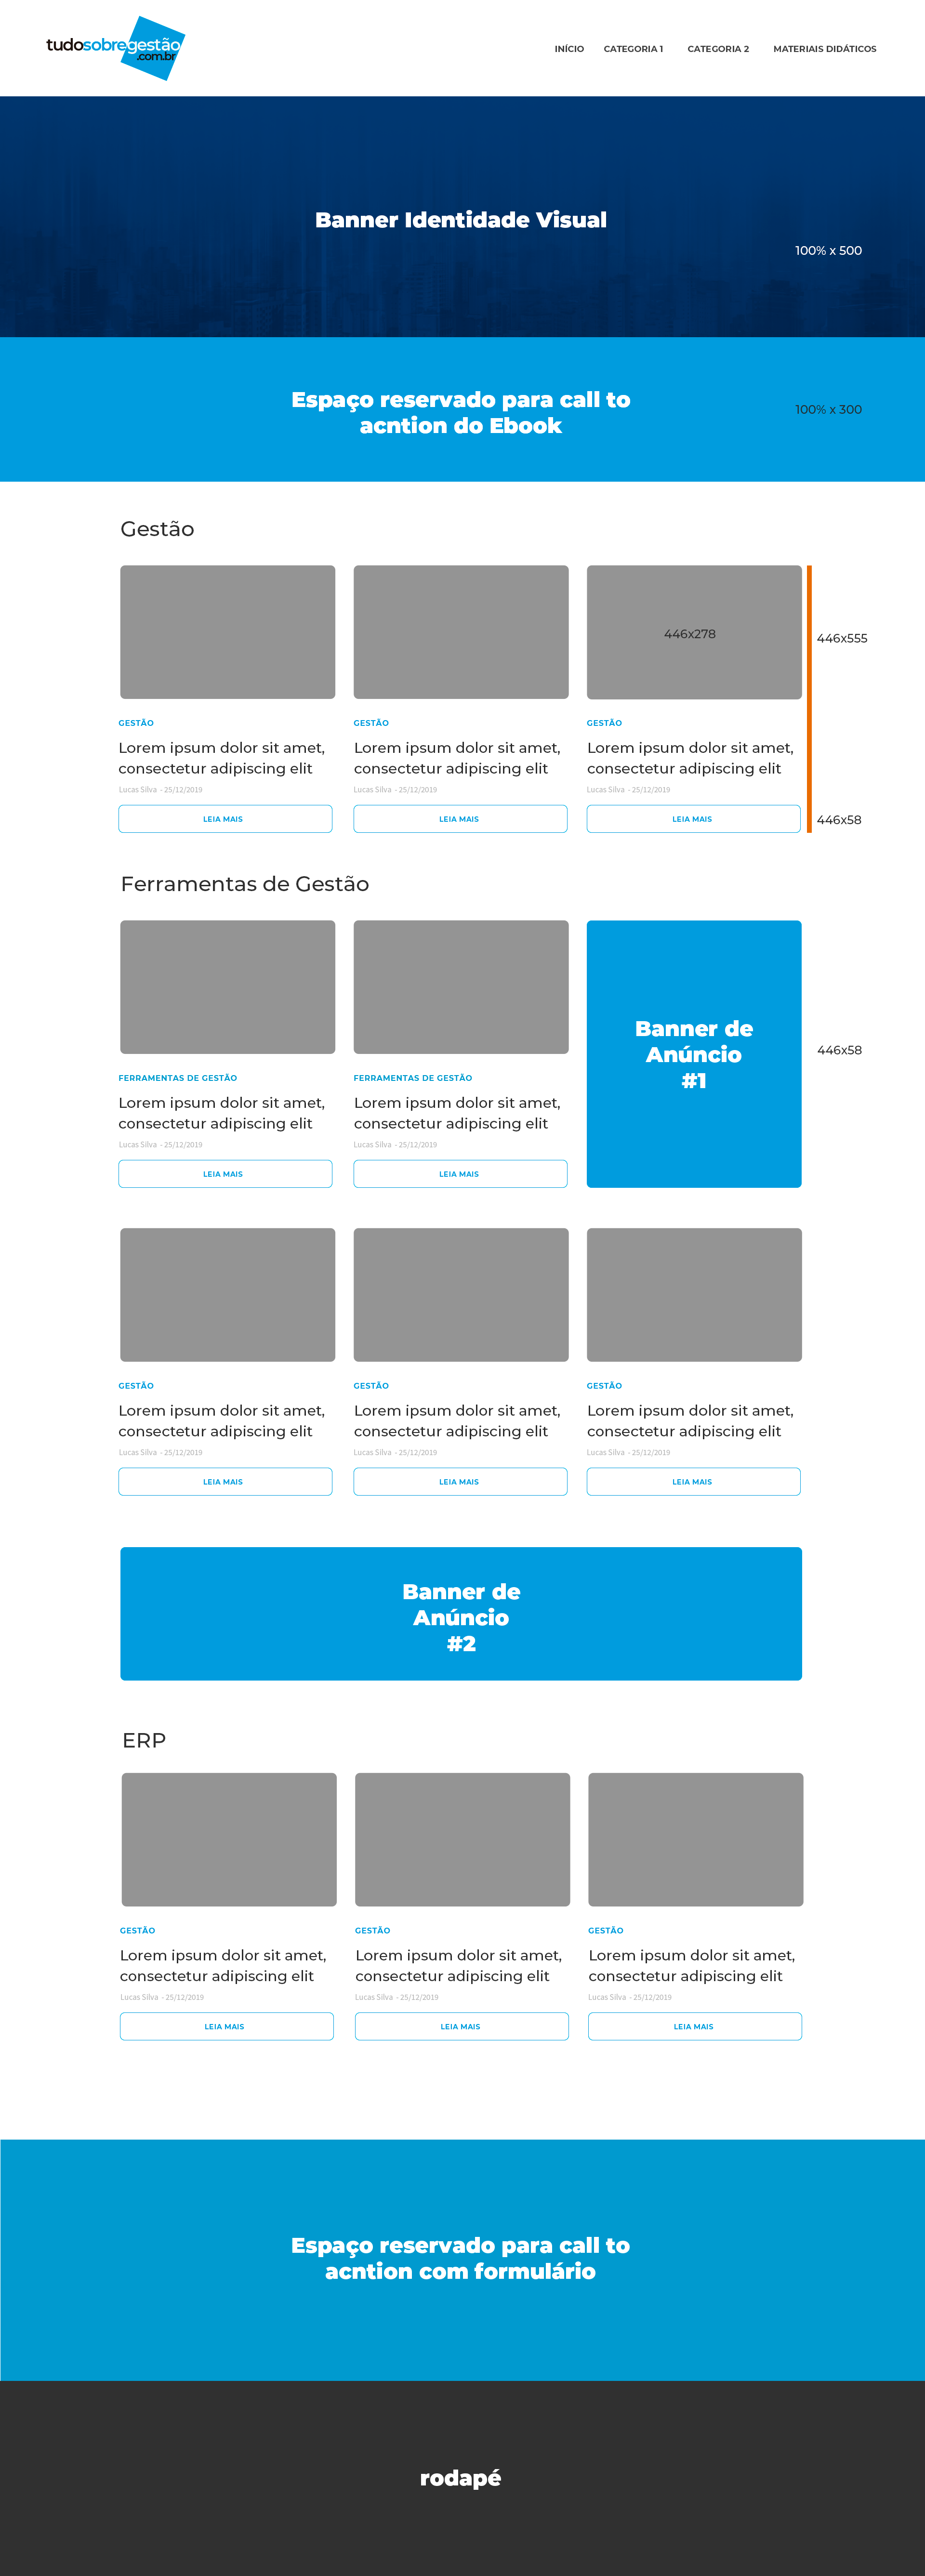 tudosobregestão
.com.br
INÍCIO CATEGORIA 1 CATEGORIA 2 MATERIAIS DIDÁTICOS
Banner Identidade Visual
100% x 500
Espaço reservado para call to
acntion do Ebook
100% x 300
Gestão
446x278
446x555
GESTÃO GESTÃO GESTÃO
Lorem ipsum dolor sit amet, Lorem ipsum dolor sit amet, Lorem ipsum dolor sit amet,
consectetur adipiscing elit consectetur adipiscing elit consectetur adipiscing elit
Lucas Silva - 25/12/2019 Lucas Silva - 25/12/2019 Lucas Silva - 25/12/2019
LEIA MAIS LEIA MAIS LEIA MAIS 446x58
Ferramentas de Gestão
Banner de
Anúncio
#1
446x58
FERRAMENTAS DE GESTÃO FERRAMENTAS DE GESTÃO
Lorem ipsum dolor sit amet, Lorem ipsum dolor sit amet,
consectetur adipiscing elit consectetur adipiscing elit
Lucas Silva - 25/12/2019 Lucas Silva - 25/12/2019
LEIA MAIS LEIA MAIS
GESTÃO GESTÃO GESTÃO
Lorem ipsum dolor sit amet, Lorem ipsum dolor sit amet, Lorem ipsum dolor sit amet,
consectetur adipiscing elit consectetur adipiscing elit consectetur adipiscing elit
Lucas Silva - 25/12/2019 Lucas Silva - 25/12/2019 Lucas Silva - 25/12/2019
LEIA MAIS LEIA MAIS LEIA MAIS
Banner de
Anúncio
#2
ERP
GESTÃO GESTÃO GESTÃO
Lorem ipsum dolor sit amet, Lorem ipsum dolor sit amet, Lorem ipsum dolor sit amet,
consectetur adipiscing elit consectetur adipiscing elit consectetur adipiscing elit
Lucas Silva - 25/12/2019 Lucas Silva - 25/12/2019 Lucas Silva - 25/12/2019
LEIA MAIS LEIA MAIS LEIA MAIS
Espaço reservado para call to
acntion com formulário
rodapé